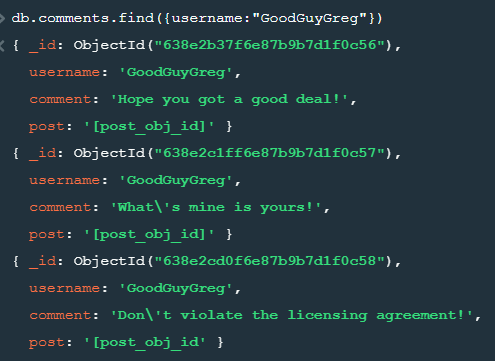 db.comments.find({username:"GoodGuyGreg"})
{ _id: ObjectId("638e2b37f6e87b9b7d1f0c56"),
username: 'GoodGuyGreg',
comment: 'Hope you got a good deal!',
post: '[post_obj_id]' }
{ _id: ObjectId("638e2c1ff6e87b9b7d1f0c57"),
username: 'GoodGuyGreg',
comment: 'What\'s mine is yours!',
post: '[post_obj_id]' }
{ _id: ObjectId("638e2cd0f6e87b9b7d1f0c58"),
username: 'GoodGuyGreg',
comment: 'Don\'t violate the licensing agreement!',
post: '[post_obj_id' }